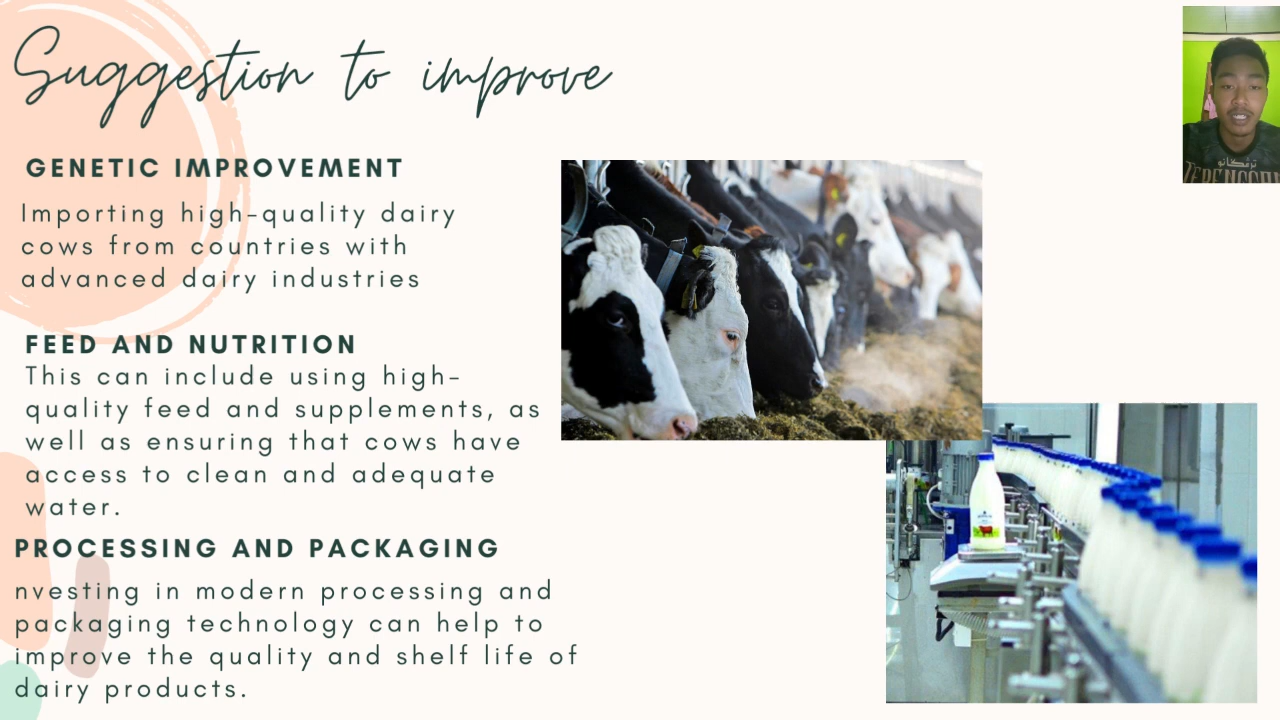 Suggestion to improve
GENETIC IMPROVEMENT
Importing high-quality dairy
cows from countries with
advanced dairy industries
FEED AND NUTRITION
This can include using high-
quality feed and supplements, as
well as ensuring that cows have
access to clean and adequate
water.
PROCESSING AND PACKAGING
nvesting in modern processing and
packaging technology can help to
improve the quality and shelf life of
dairy products.
ترڠݢانو